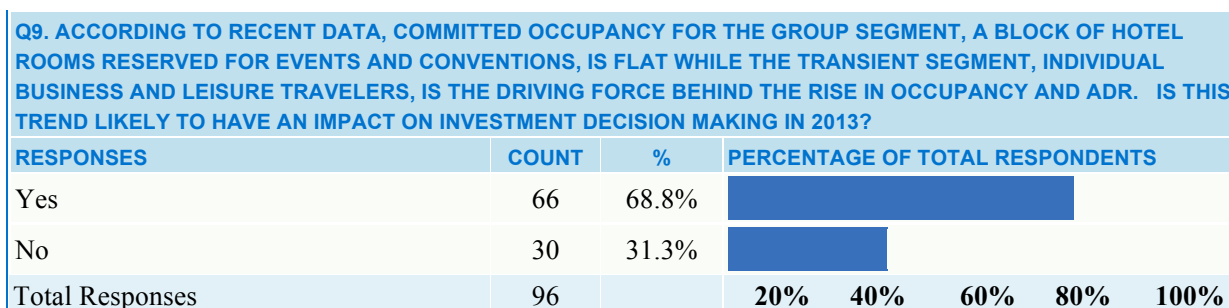 Q9. ACCORDING TO RECENT DATA, COMMITTED OCCUPANCY FOR THE GROUP SEGMENT, A BLOCK OF HOTEL
ROOMS RESERVED FOR EVENTS AND CONVENTIONS, IS FLAT WHILE THE TRANSIENT SEGMENT, INDIVIDUAL
BUSINESS AND LEISURE TRAVELERS, IS THE DRIVING FORCE BEHIND THE RISE IN OCCUPANCY AND ADR. IS THIS
TREND LIKELY TO HAVE AN IMPACT ON INVESTMENT DECISION MAKING IN 2013?
RESPONSES COUNT % PERCENTAGE OF TOTAL RESPONDENTS
Yes 66 68.8%
No 30 31.3%
Total Responses 96 20% 40% 60% 80% 100%